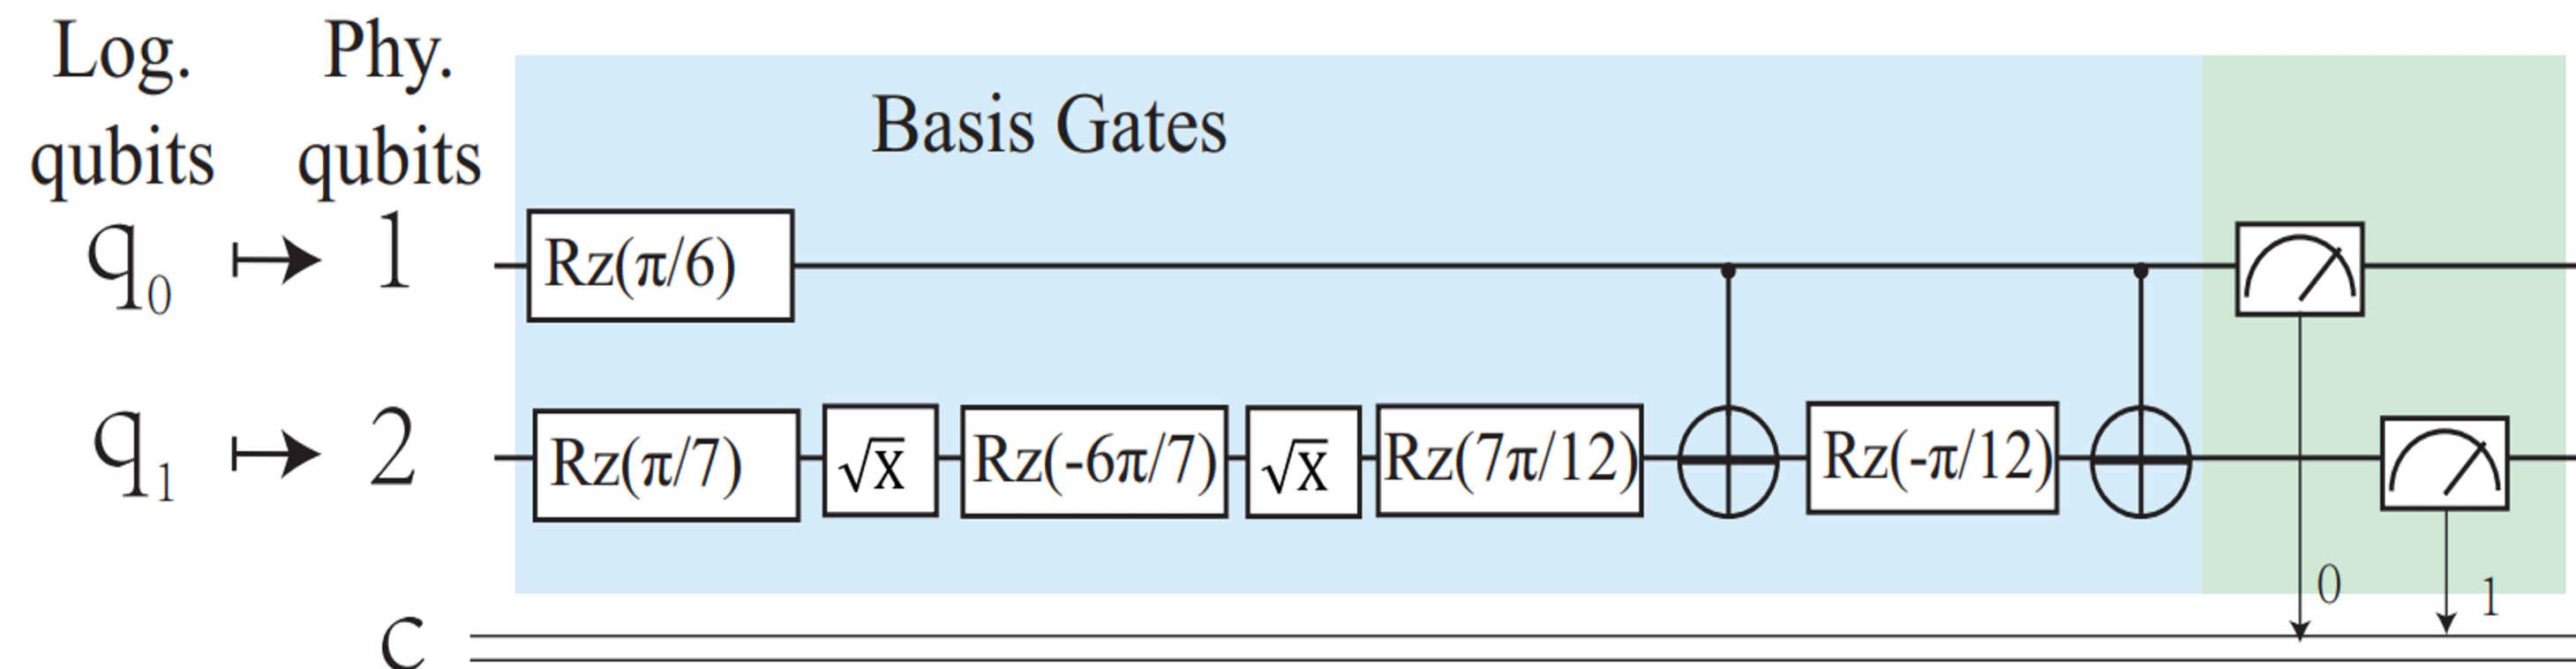 Log. qubits
Phy. qubits
Basis Gates
q₀ ↦ 1
Rz(π/6)
q₁ ↦ 2
Rz(π/7) √X Rz(-6π/7) √X Rz(7π/12) Rz(-π/12)
0 1
C